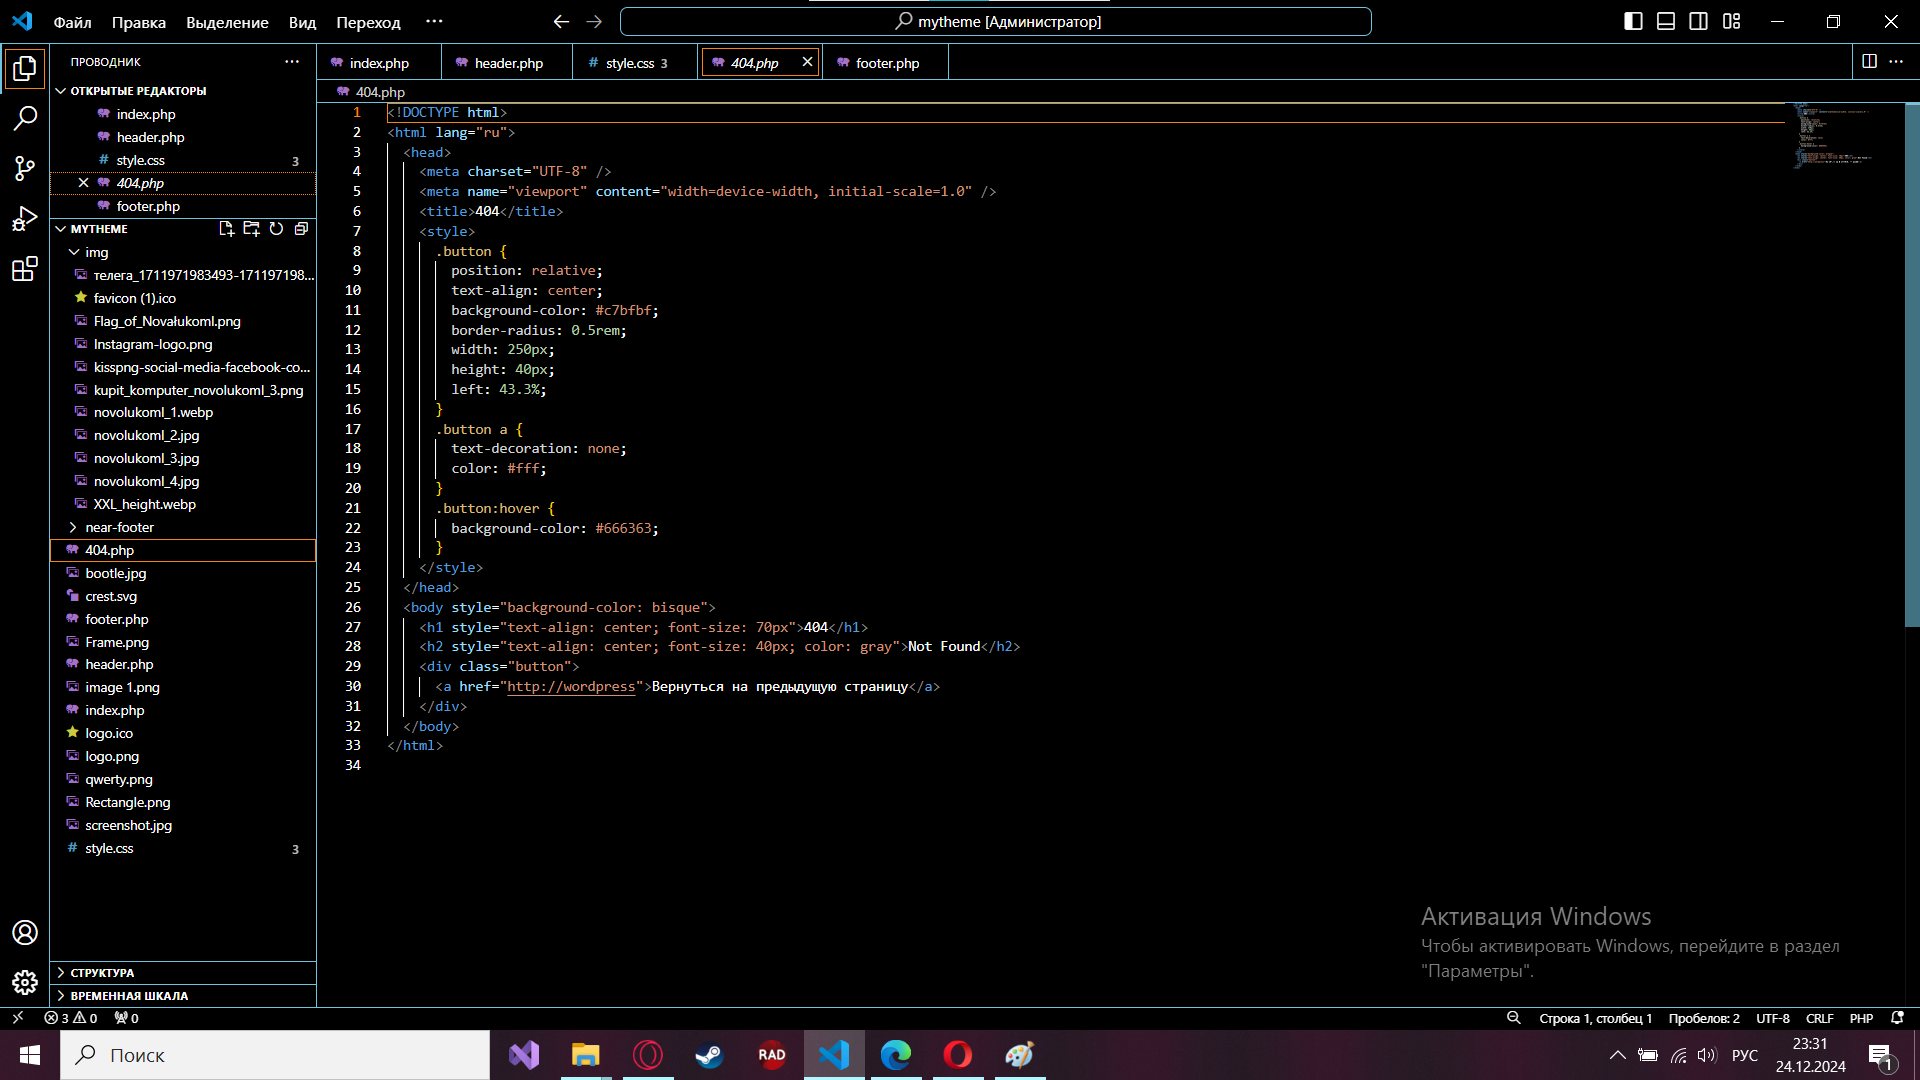 Файл Правка Выделение Вид Переход ···
mytheme [Администратор]
ПРОВОДНИК
ОТКРЫТЫЕ РЕДАКТОРЫ
index.php
header.php
style.css 3
404.php
footer.php
MYTHEME
img
телега_1711971983493-171197198...
favicon (1).ico
Flag_of_Novałukoml.png
Instagram-logo.png
kisspng-social-media-facebook-co...
kupit_komputer_novolukoml_3.png
novolukoml_1.webp
novolukoml_2.jpg
novolukoml_3.jpg
novolukoml_4.jpg
XXL_height.webp
near-footer
404.php
bootle.jpg
crest.svg
footer.php
Frame.png
header.php
image 1.png
index.php
logo.ico
logo.png
qwerty.png
Rectangle.png
screenshot.jpg
style.css 3
СТРУКТУРА
ВРЕМЕННАЯ ШКАЛА
index.php header.php # style.css 3 404.php footer.php
404.php
1 <!DOCTYPE html>
2 <html lang="ru">
3 <head>
4 <meta charset="UTF-8" />
5 <meta name="viewport" content="width=device-width, initial-scale=1.0" />
6 <title>404</title>
7 <style>
8 .button {
9 position: relative;
10 text-align: center;
11 background-color: #c7bfbf;
12 border-radius: 0.5rem;
13 width: 250px;
14 height: 40px;
15 left: 43.3%;
16 }
17 .button a {
18 text-decoration: none;
19 color: #fff;
20 }
21 .button:hover {
22 background-color: #666363;
23 }
24 </style>
25 </head>
26 <body style="background-color: bisque">
27 <h1 style="text-align: center; font-size: 70px">404</h1>
28 <h2 style="text-align: center; font-size: 40px; color: gray">Not Found</h2>
29 <div class="button">
30 <a href="http://wordpress">Вернуться на предыдущую страницу</a>
31 </div>
32 </body>
33 </html>
34
Активация Windows
Чтобы активировать Windows, перейдите в раздел
"Параметры".
3 0 0
Строка 1, столбец 1 Пробелов: 2 UTF-8 CRLF PHP
Поиск
RAD
РУС
23:31
24.12.2024
1